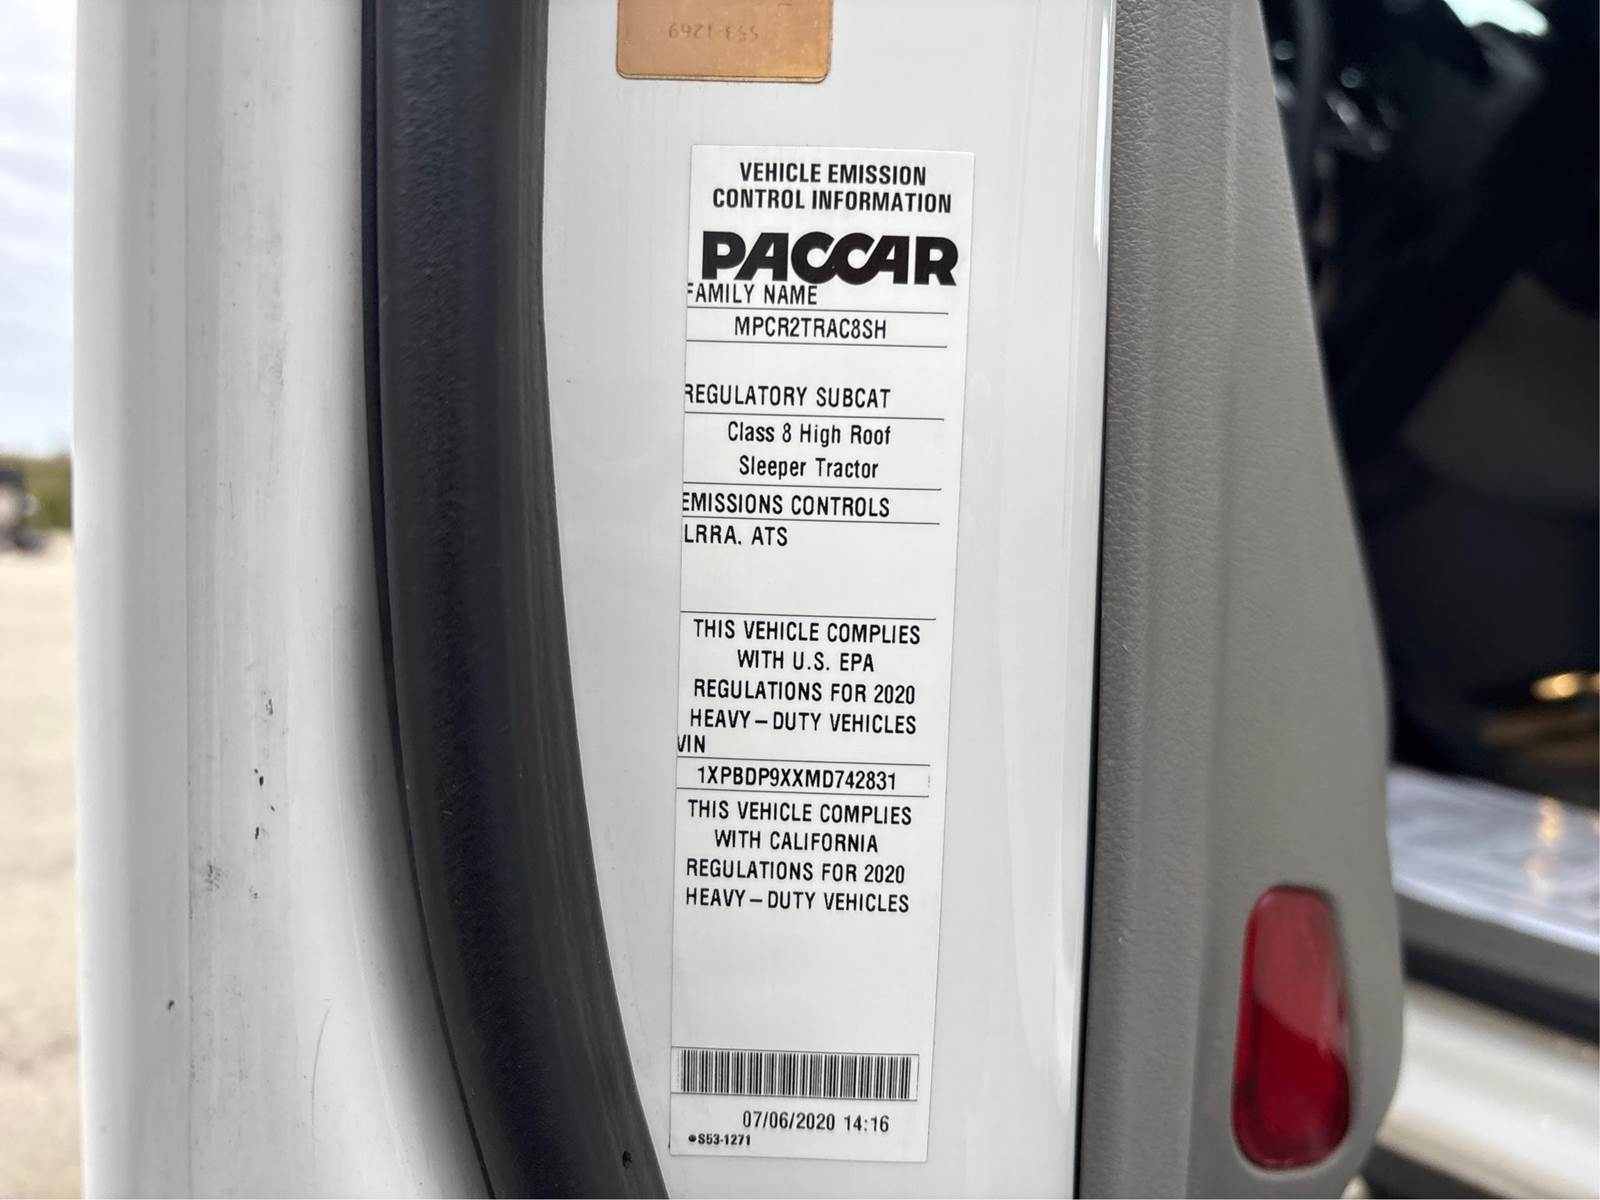 S53-1269
VEHICLE EMISSION
CONTROL INFORMATION
PACCAR
FAMILY NAME
MPCR2TRAC8SH
REGULATORY SUBCAT
Class 8 High Roof
Sleeper Tractor
EMISSIONS CONTROLS
LRRA. ATS
THIS VEHICLE COMPLIES
WITH U.S. EPA
REGULATIONS FOR 2020
HEAVY-DUTY VEHICLES
VIN
1XPBDP9XXMD742831
THIS VEHICLE COMPLIES
WITH CALIFORNIA
REGULATIONS FOR 2020
HEAVY-DUTY VEHICLES
07/06/2020 14:16
S53-1271